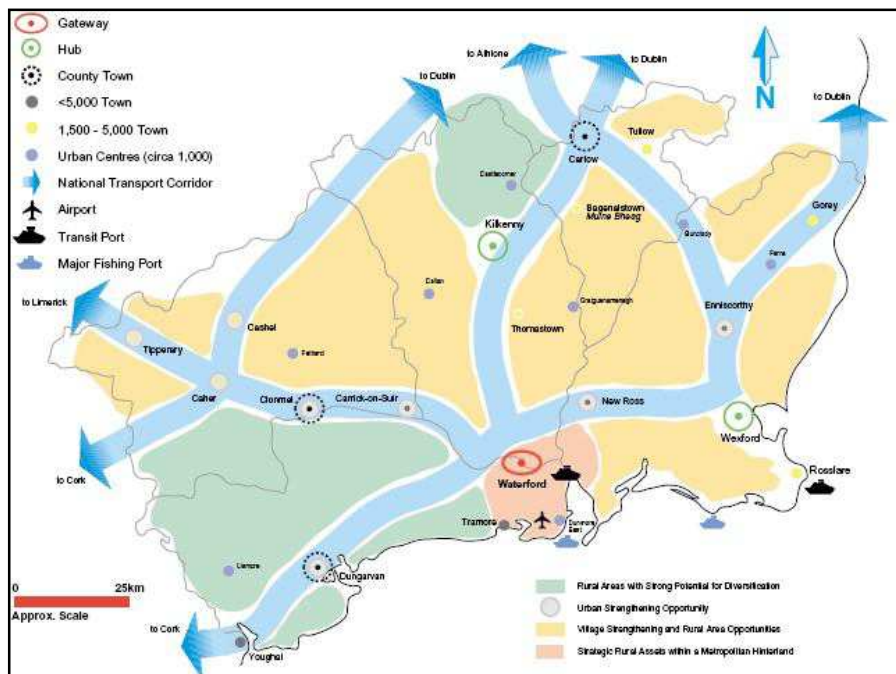 Gateway
Hub
County Town
<5,000 Town
1,500 - 5,000 Town
Urban Centres (circa 1,000)
National Transport Corridor
Airport
Transit Port
Major Fishing Port
to Athlone
to Dublin
to Dublin
to Dublin
N
Tullow
Carlow
Castlecomer
Bagenalstown
Muine Bheag
Gorey
Kilkenny
Bunclody
Ferns
to Limerick
Callan
Graiguenamanagh
Enniscorthy
Cashel
Thomastown
Tipperary
Fethard
Caher
Clonmel
Carrick-on-Suir
New Ross
Wexford
to Cork
Waterford
Rosslare
Tramore
Dunmore
East
Lismore
Dungarvan
0 25km
Approx. Scale
to Cork
Youghal
Rural Areas with Strong Potential for Diversification
Urban Strengthening Opportunity
Village Strengthening and Rural Area Opportunities
Strategic Rural Assets within a Metropolitan Hinterland